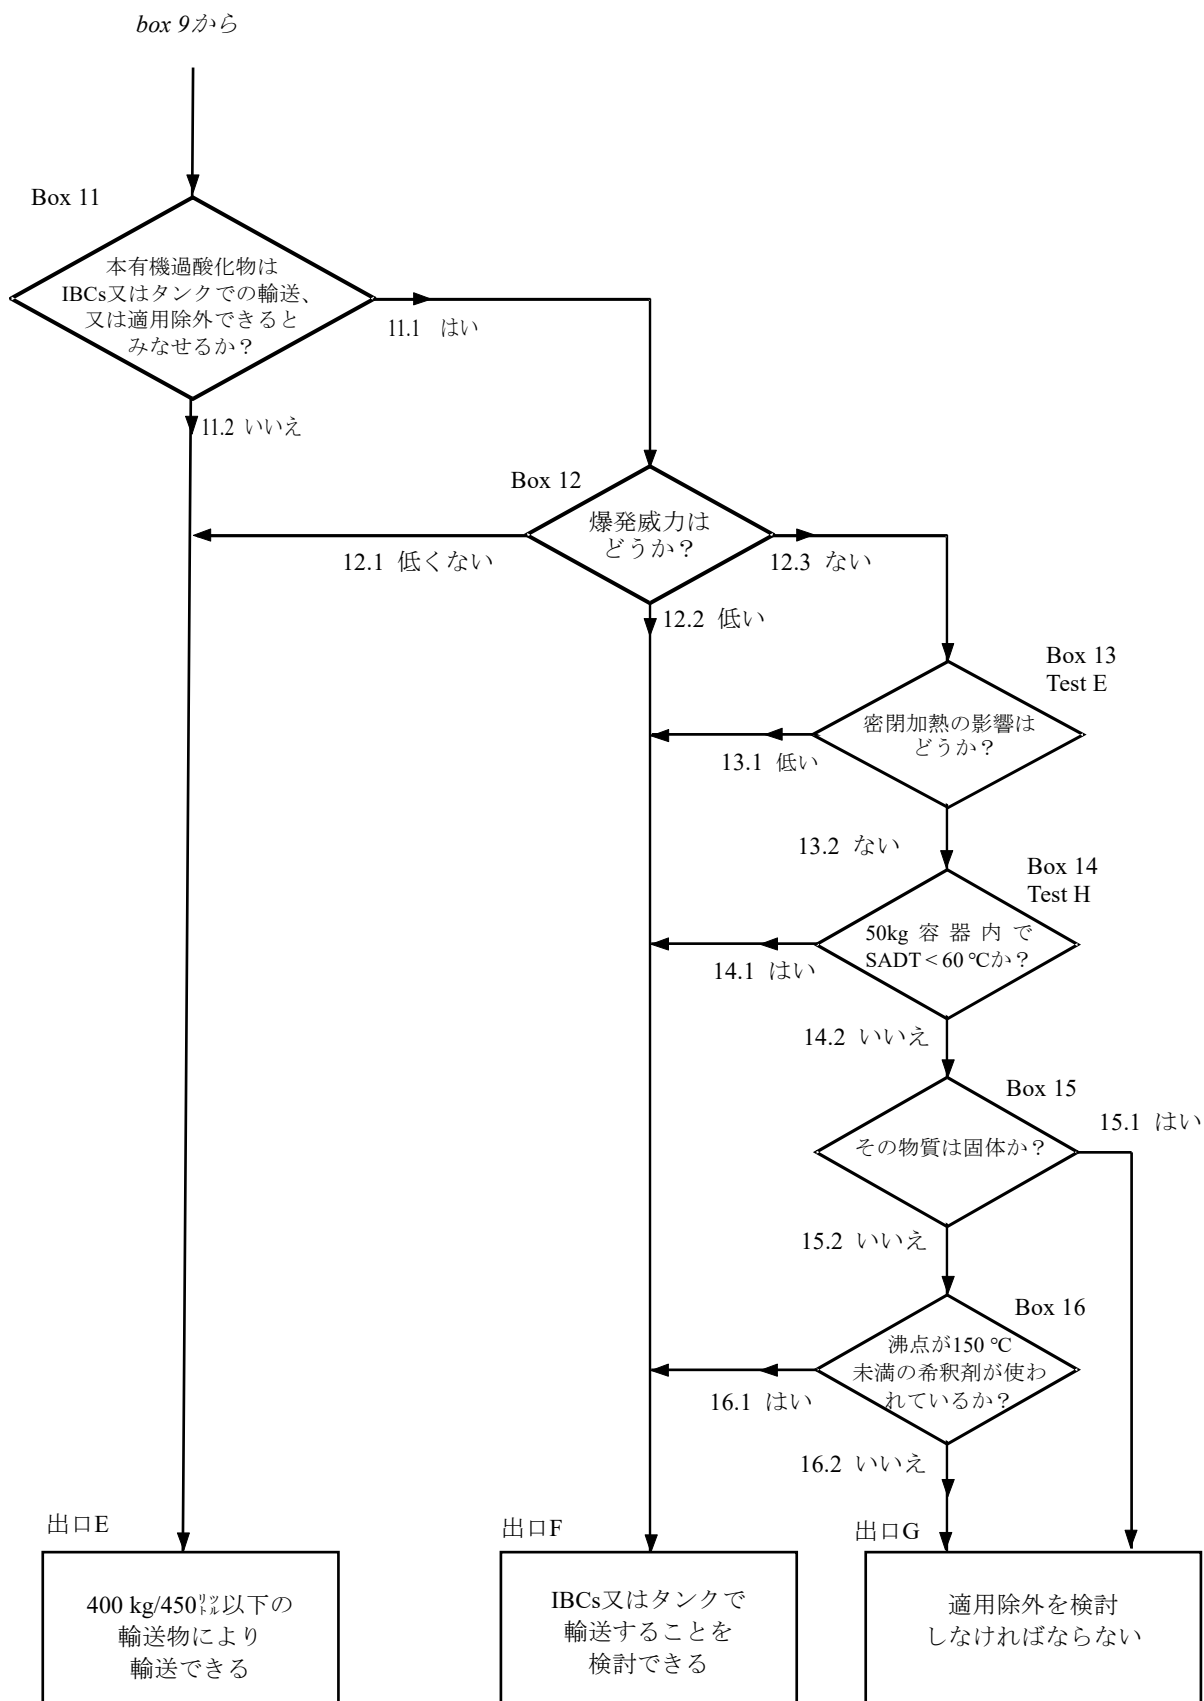 box 9から
Box 11
本有機過酸化物は
IBCs又はタンクでの輸送、
又は適用除外できると
みなせるか？
11.1 はい
11.2 いいえ
Box 12
爆発威力は
どうか？
12.1 低くない
12.3 ない
12.2 低い
Box 13
Test E
密閉加熱の影響は
どうか？
13.1 低い
13.2 ない
Box 14
Test H
50kg 容器内で
SADT < 60 ℃か？
14.1 はい
14.2 いいえ
Box 15
その物質は固体か？
15.1 はい
15.2 いいえ
Box 16
沸点が150 ℃
未満の希釈剤が使わ
れているか？
16.1 はい
16.2 いいえ
出口E
400 kg/450㍑以下の
輸送物により
輸送できる
出口F
IBCs又はタンクで
輸送することを
検討できる
出口G
適用除外を検討
しなければならない